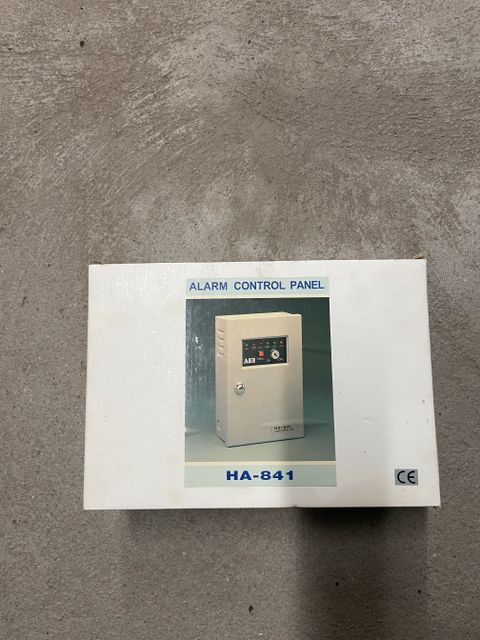 ALARM CONTROL PANEL
AEI
HA-841
HA-841
CE